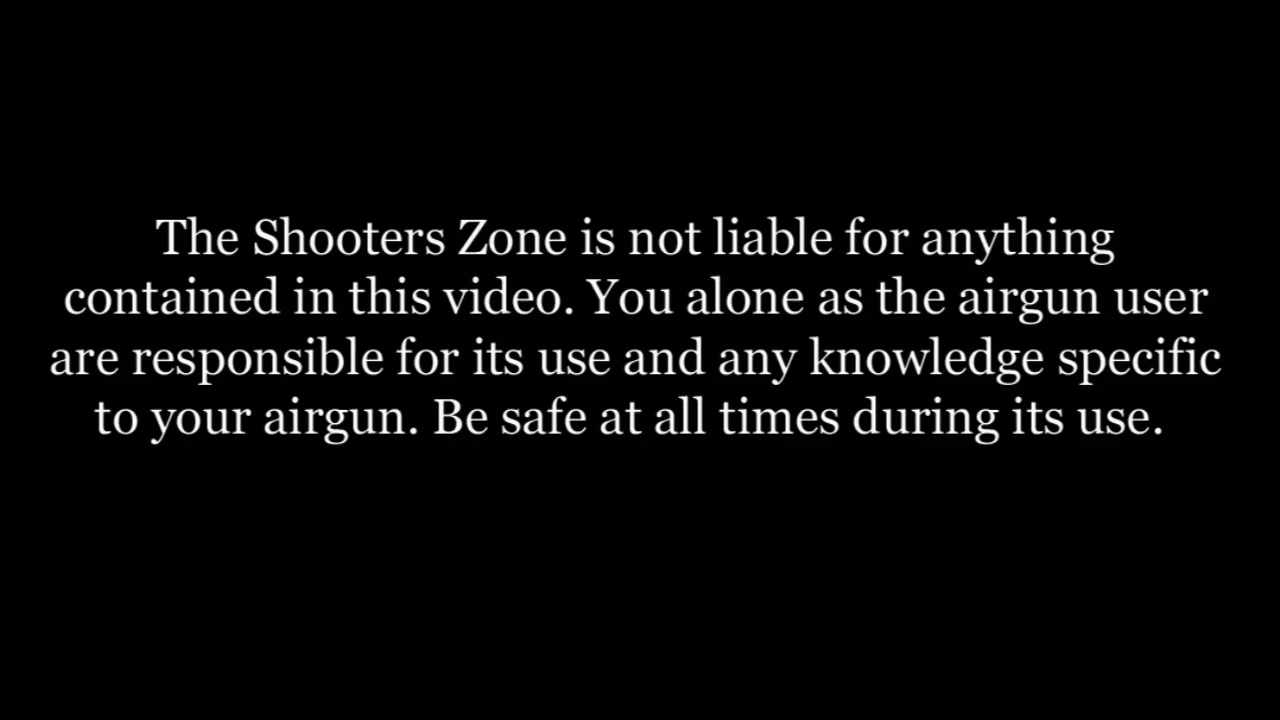 The Shooters Zone is not liable for anything
contained in this video. You alone as the airgun user
are responsible for its use and any knowledge specific
to your airgun. Be safe at all times during its use.